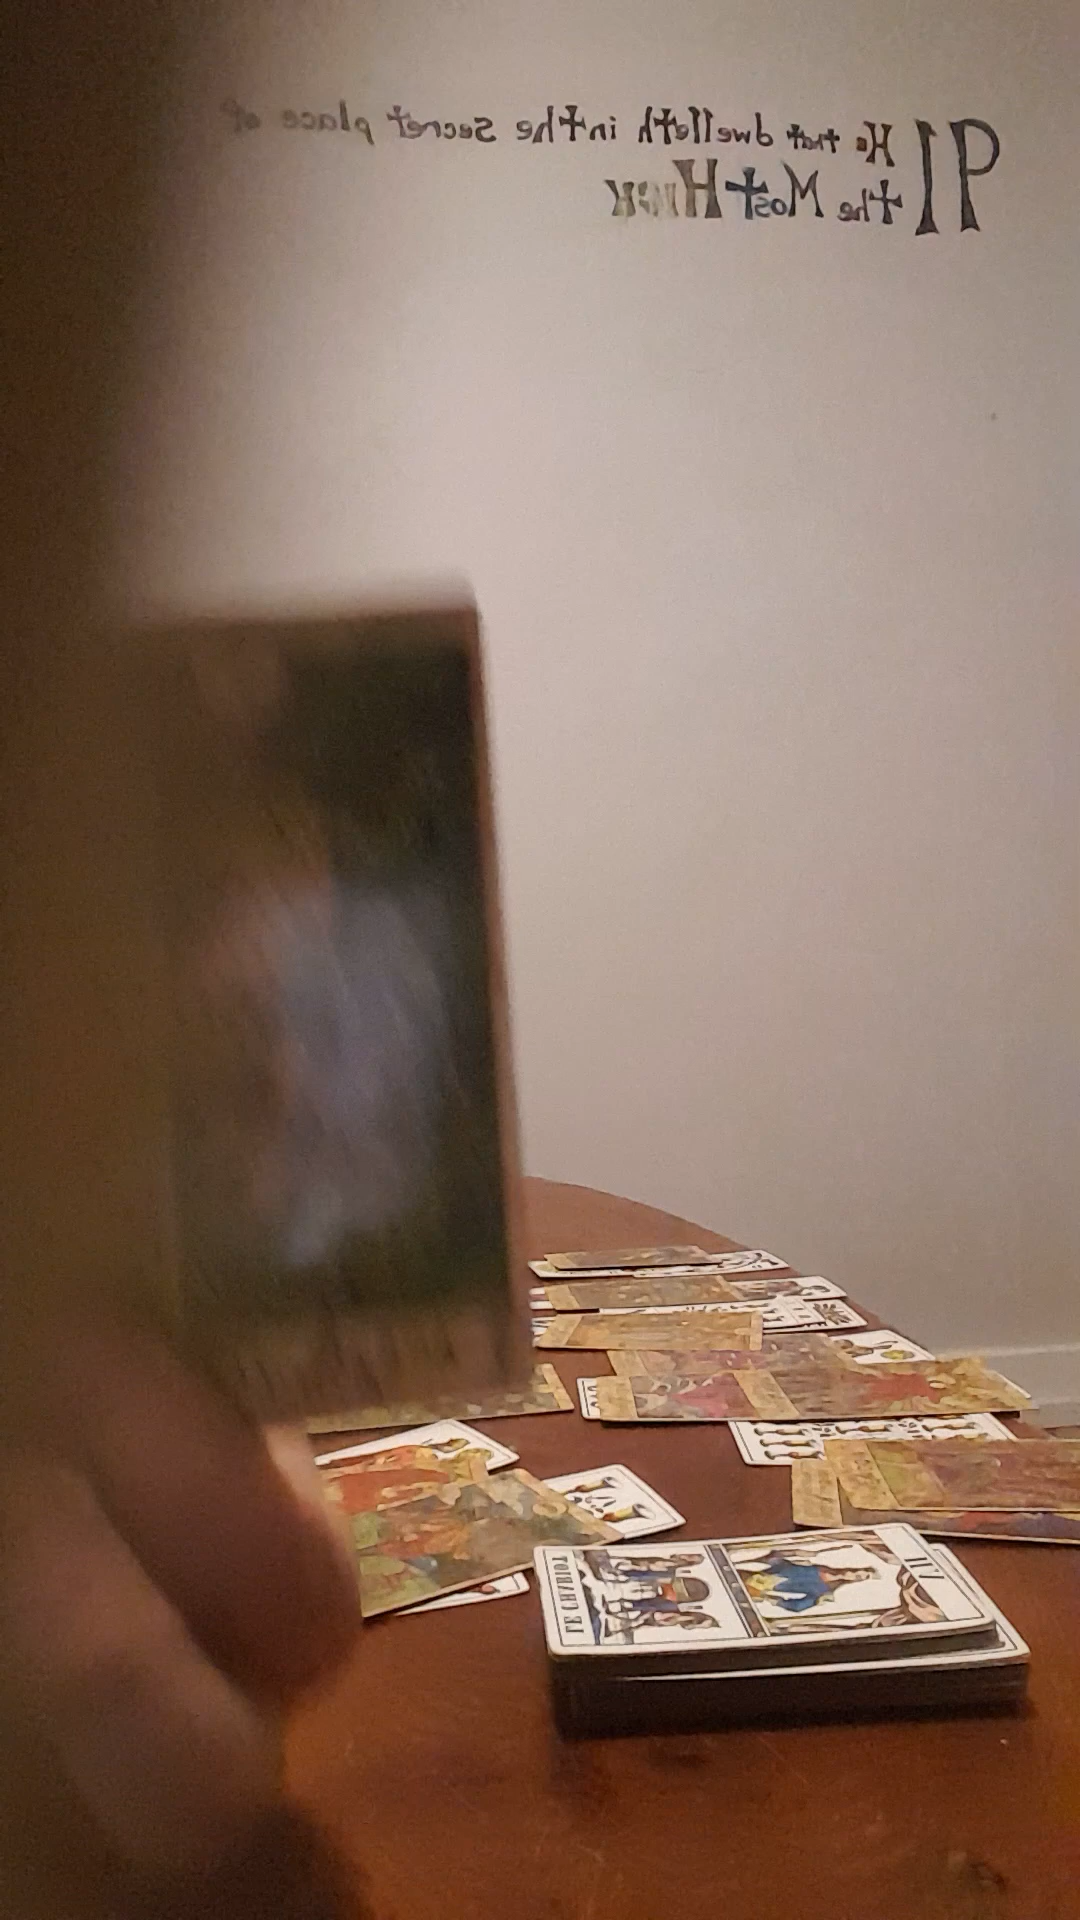 91 He that dwelleth in the Secret place of
the Most High
LE CHARIOT
VII